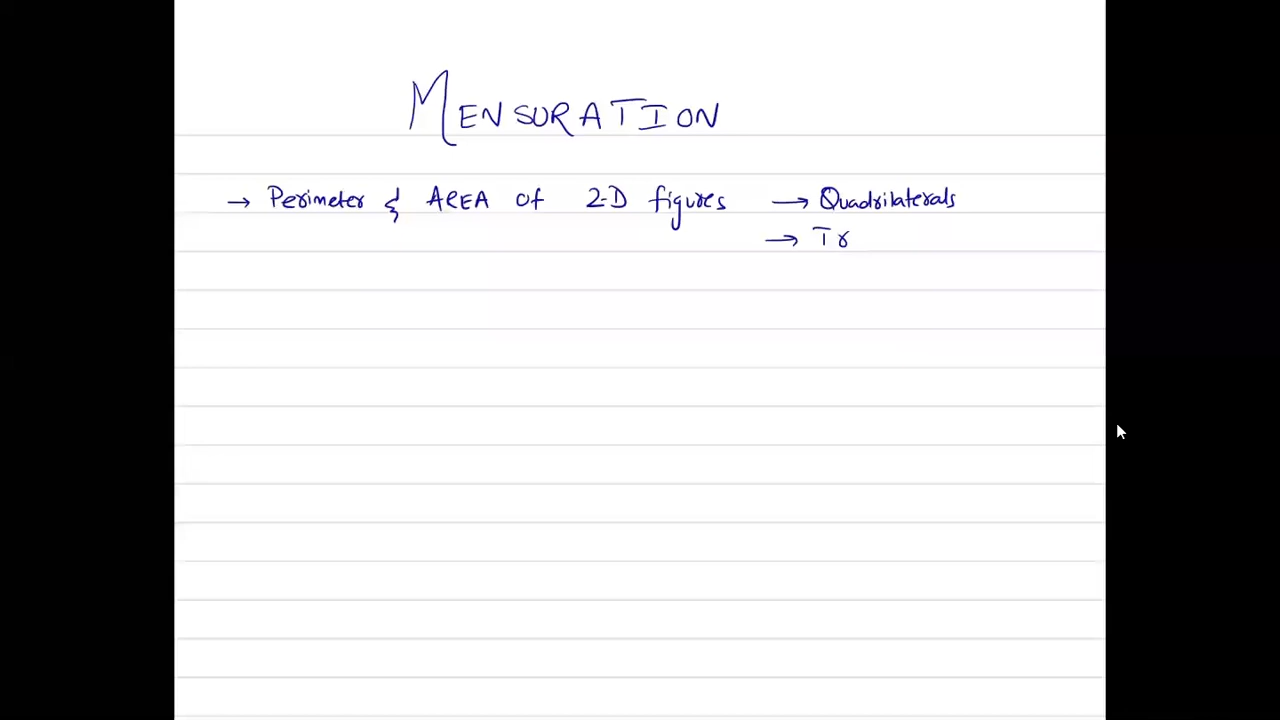 MENSURATION
→ Perimeter & AREA of 2-D figures → Quadrilaterals
→ Tr